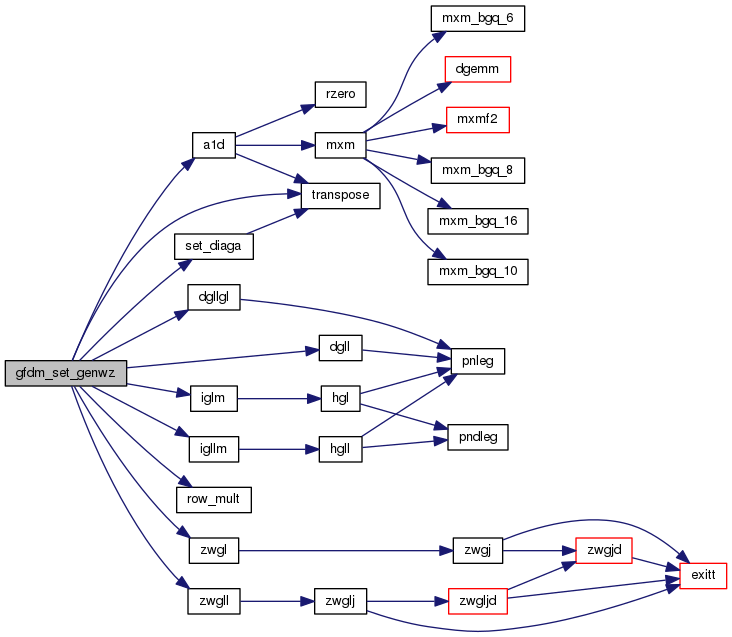 mxm_bgq_6
dgemm
rzero
mxmf2
a1d
mxm
mxm_bgq_8
transpose
mxm_bgq_16
set_diaga
mxm_bgq_10
dgllgl
dgll
pnleg
gfdm_set_genwz
iglm
hgl
pndleg
igllm
hgll
row_mult
zwgl
zwgj
zwgjd
exitt
zwgll
zwglj
zwgljd